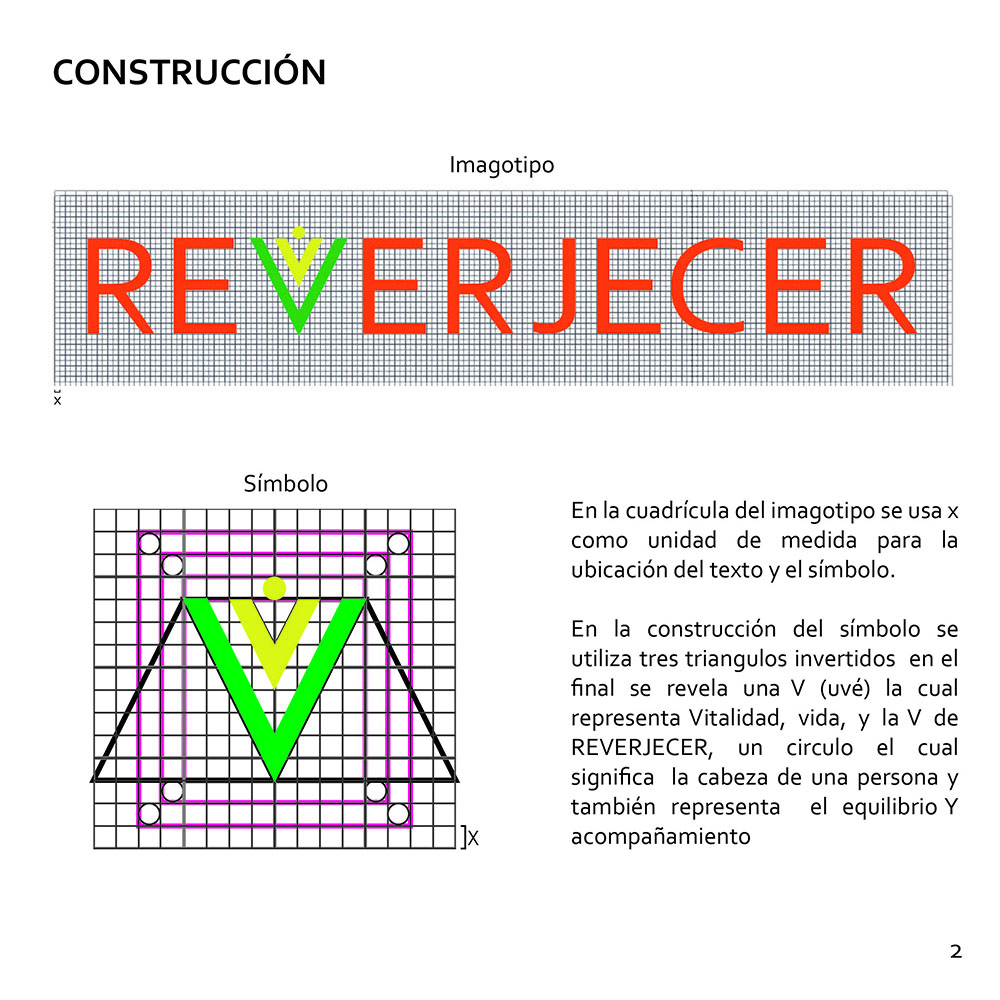 CONSTRUCCIÓN
Imagotipo
REVERJECER
x
Símbolo
X
En la cuadrícula del imagotipo se usa x
como unidad de medida para la
ubicación del texto y el símbolo.
En la construcción del símbolo se
utiliza tres triangulos invertidos en el
final se revela una V (uvé) la cual
representa Vitalidad, vida, y la V de
REVERJECER, un circulo el cual
significa la cabeza de una persona y
también representa el equilibrio Y
acompañamiento
2